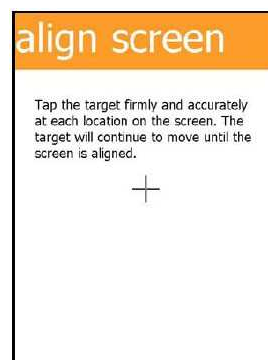 align screen
Tap the target firmly and accurately
at each location on the screen. The
target will continue to move until the
screen is aligned.